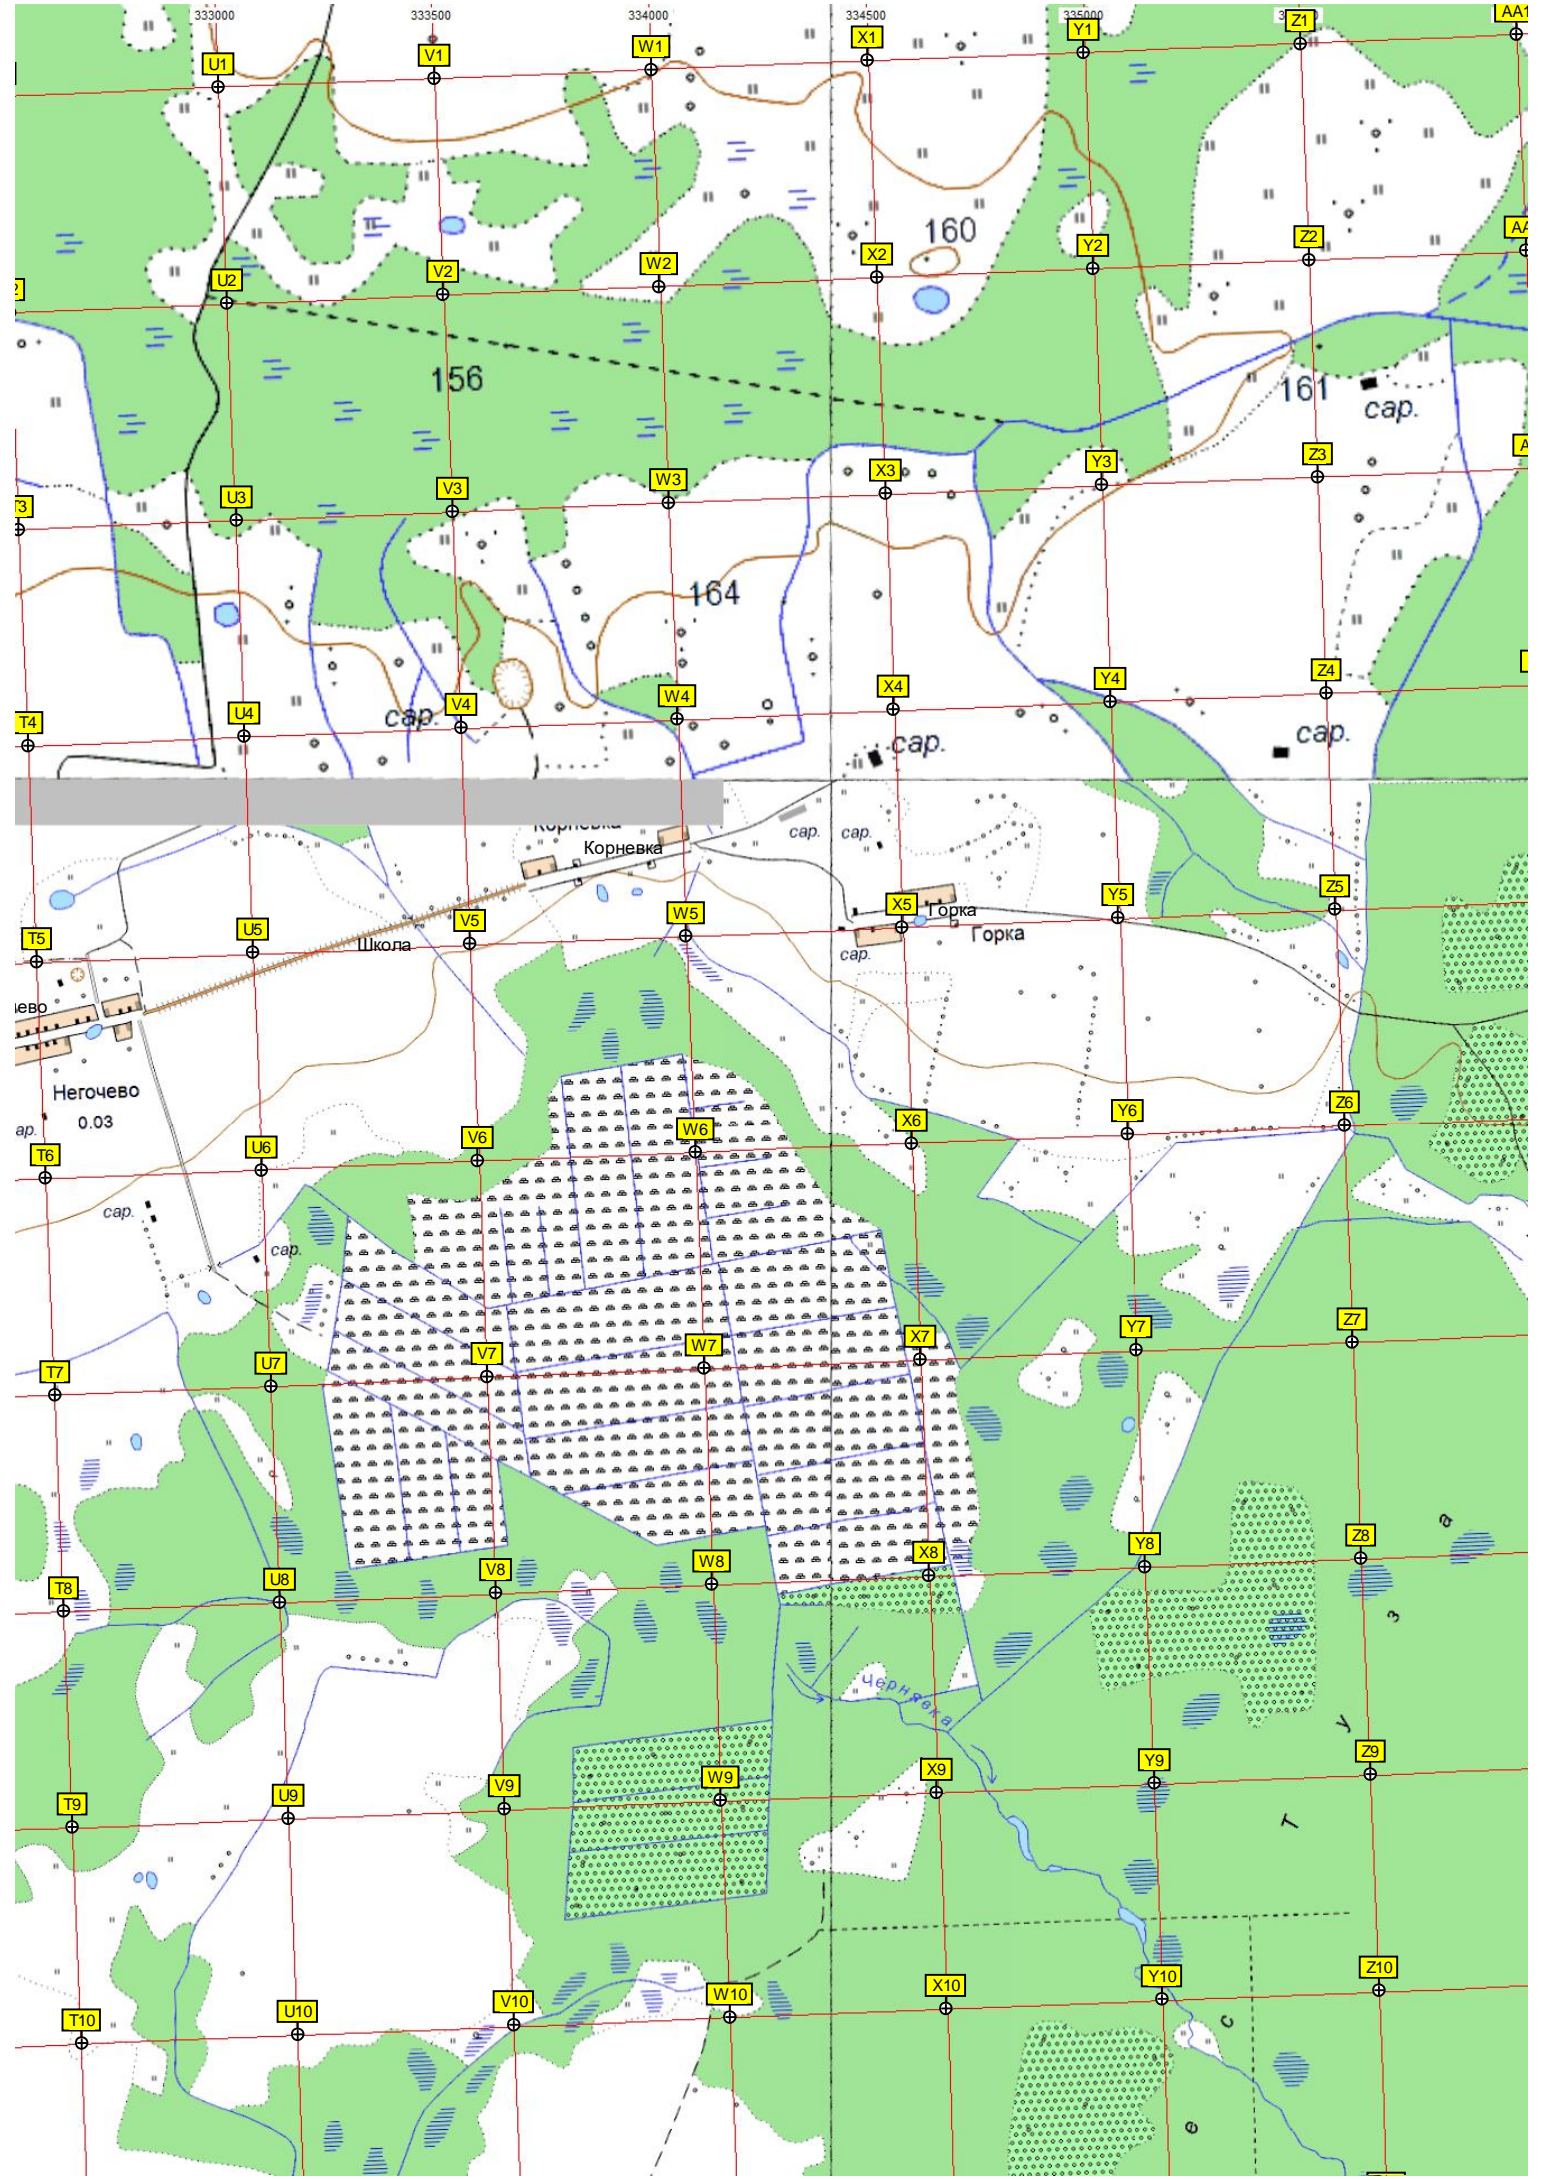 333000 333500 334000 334500 335000
U1 V1 W1 X1 Y1 Z1 AA1
160
U2 V2 W2 X2 Y2 Z2
156
161
сар.
T3 U3 V3 W3 X3 Y3 Z3
164
T4 U4 V4 W4 X4 Y4 Z4
сар.
сар.
сар.
Корневка
Корневка
сар. сар.
T5 U5 V5 W5 X5 Y5 Z5
Горка
Горка
Школа
сар.
Негочево
0.03
T6 U6 V6 W6 X6 Y6 Z6
сар.
сар.
T7 U7 V7 W7 X7 Y7 Z7
T8 U8 V8 W8 X8 Y8 Z8
а
з
Чернявка
у
T9 U9 V9 W9 X9 Y9 Z9
Т
T10 U10 V10 W10 X10 Y10 Z10
с
е